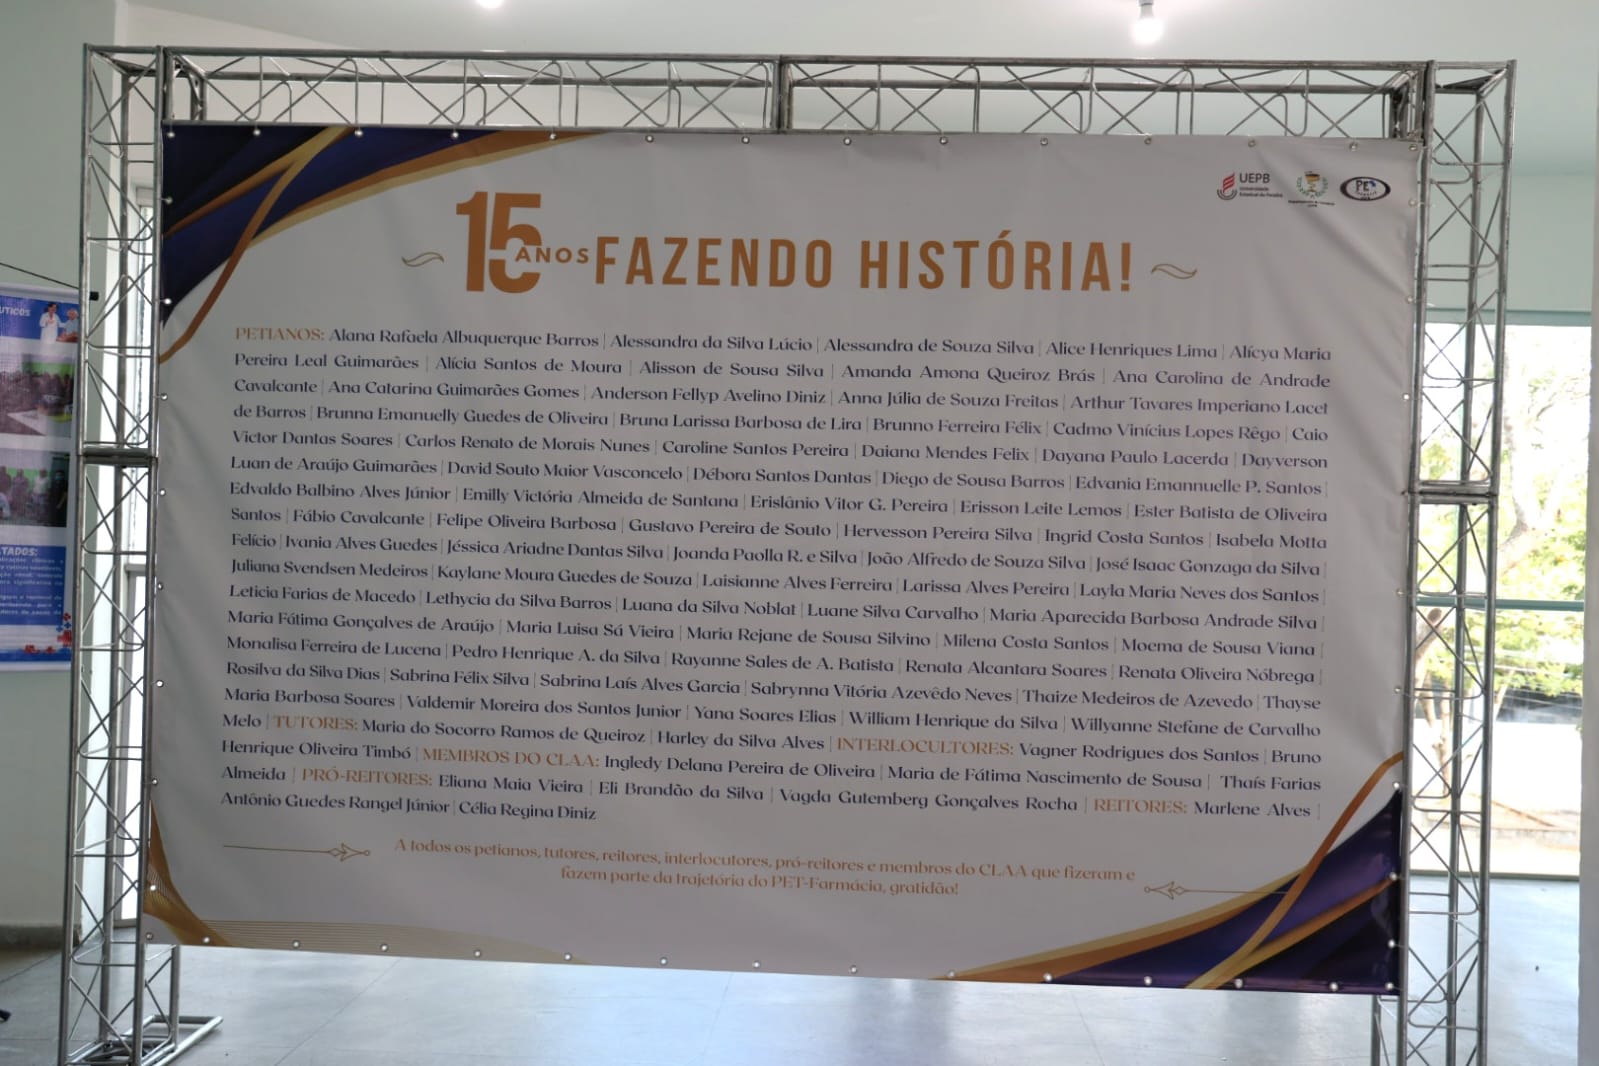 UEPB
Universidade
Estadual da Paraíba
PET
15 ANOS FAZENDO HISTÓRIA!
PETIANOS: Alana Rafaela Albuquerque Barros | Alessandra da Silva Lúcio | Alessandra de Souza Silva | Alice Henriques Lima | Alícya Maria
Pereira Leal Guimarães | Alícia Santos de Moura | Alisson de Sousa Silva | Amanda Amona Queiroz Brás | Ana Carolina de Andrade
Cavalcante | Ana Catarina Guimarães Gomes | Anderson Fellyp Avelino Diniz | Anna Júlia de Souza Freitas | Arthur Tavares Imperiano Lacet
de Barros | Brunna Emanuelly Guedes de Oliveira | Bruna Larissa Barbosa de Lira | Brunno Ferreira Félix | Cadmo Vinícius Lopes Rêgo | Caio
Victor Dantas Soares | Carlos Renato de Morais Nunes | Caroline Santos Pereira | Daiana Mendes Felix | Dayana Paulo Lacerda | Dayverson
Luan de Araújo Guimarães | David Souto Maior Vasconcelo | Débora Santos Dantas | Diego de Sousa Barros | Edvania Emannuelle P. Santos |
Edvaldo Balbino Alves Júnior | Emilly Victória Almeida de Santana | Erislânio Vitor G. Pereira | Erisson Leite Lemos | Ester Batista de Oliveira
Santos | Fábio Cavalcante | Felipe Oliveira Barbosa | Gustavo Pereira de Souto | Hervesson Pereira Silva | Ingrid Costa Santos | Isabela Motta
Felício | Ivania Alves Guedes | Jéssica Ariadne Dantas Silva | Joanda Paolla R. e Silva | João Alfredo de Souza Silva | José Isaac Gonzaga da Silva |
Juliana Svendsen Medeiros | Kaylane Moura Guedes de Souza | Laisianne Alves Ferreira | Larissa Alves Pereira | Layla Maria Neves dos Santos |
Leticia Farias de Macedo | Lethycia da Silva Barros | Luana da Silva Noblat | Luane Silva Carvalho | Maria Aparecida Barbosa Andrade Silva |
Maria Fátima Gonçalves de Araújo | Maria Luisa Sá Vieira | Maria Rejane de Sousa Silvino | Milena Costa Santos | Moema de Sousa Viana |
Monalisa Ferreira de Lucena | Pedro Henrique A. da Silva | Rayanne Sales de A. Batista | Renata Alcantara Soares | Renata Oliveira Nóbrega |
Rosilva da Silva Dias | Sabrina Félix Silva | Sabrina Laís Alves Garcia | Sabrynna Vitória Azevêdo Neves | Thaize Medeiros de Azevedo | Thayse
Maria Barbosa Soares | Valdemir Moreira dos Santos Junior | Yana Soares Elias | William Henrique da Silva | Willyanne Stefane de Carvalho
Melo | TUTORES: Maria do Socorro Ramos de Queiroz | Harley da Silva Alves | INTERLOCULTORES: Vagner Rodrigues dos Santos | Bruno
Henrique Oliveira Timbó | MEMBROS DO CLAA: Ingledy Delana Pereira de Oliveira | Maria de Fátima Nascimento de Sousa | Thaís Farias
Almeida | PRÓ-REITORES: Eliana Maia Vieira | Eli Brandão da Silva | Vagda Gutemberg Gonçalves Rocha | REITORES: Marlene Alves |
Antônio Guedes Rangel Júnior | Célia Regina Diniz
A todos os petianos, tutores, reitores, interlocutores, pró-reitores e membros do CLAA que fizeram e
fazem parte da trajetória do PET-Farmácia, gratidão!